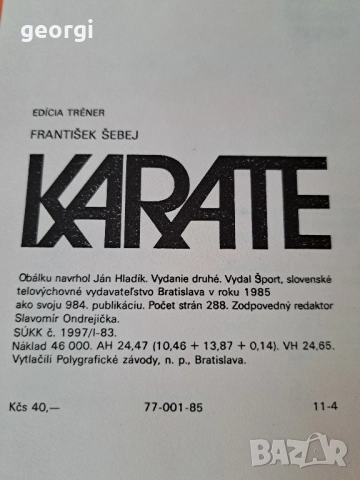 georgi
EDÍCIA TRÉNER
FRANTIŠEK ŠEBEJ
KARATE
Obálku navrhol Ján Hladík. Vydanie druhé. Vydal Šport, slovenské
telovýchovné vydavateľstvo Bratislava v roku 1985
ako svoju 984. publikáciu. Počet strán 288. Zodpovedný redaktor
Slavomír Ondrejička.
SÚKK č. 1997/I-83.
Náklad 46 000. AH 24,47 (10,46 + 13,87 + 0,14). VH 24,65.
Vytlačili Polygrafické závody, n. p., Bratislava.
Kčs 40,— 77-001-85 11-4
BAZAR